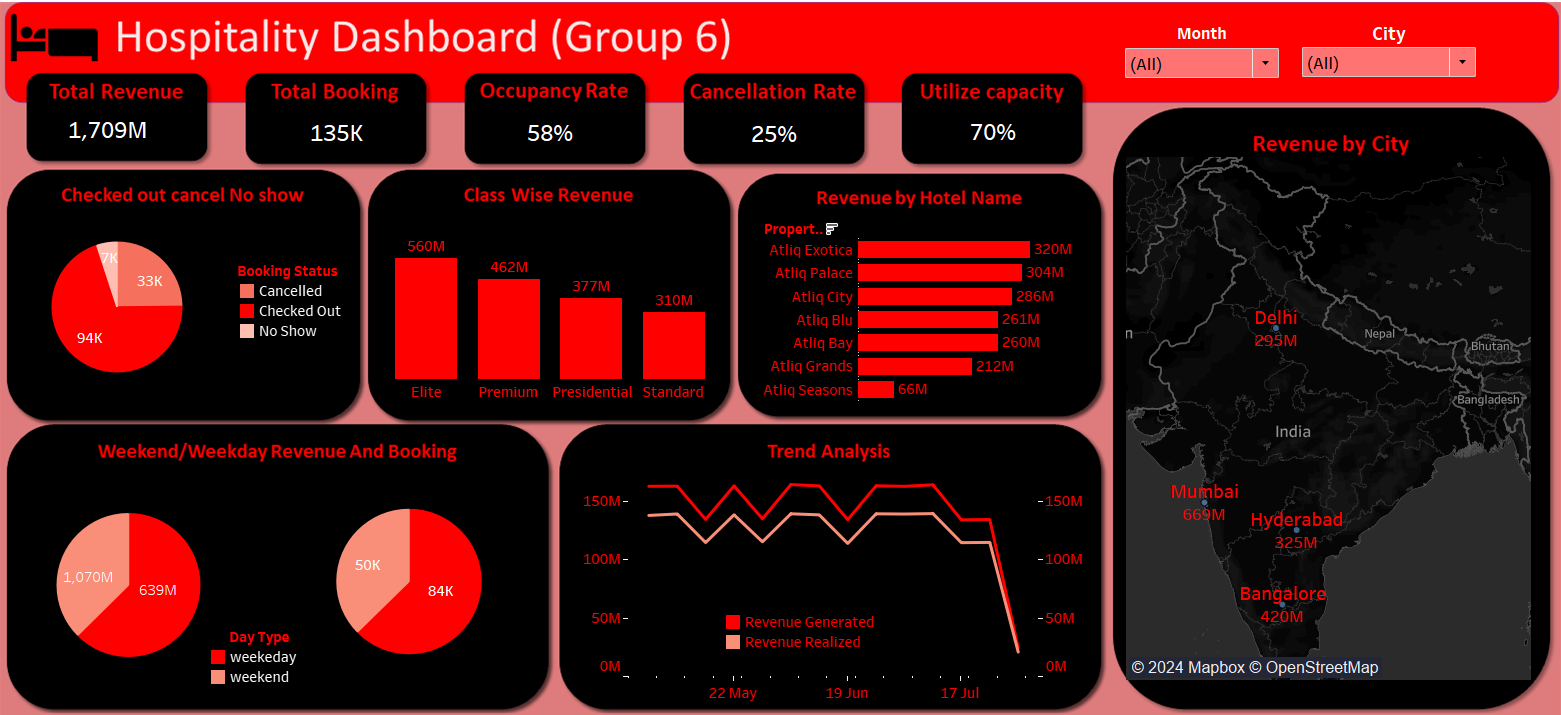 Hospitality Dashboard (Group 6)
Month
City
(All)
(All)
Total Revenue
1,709M
Total Booking
135K
Occupancy Rate
58%
Cancellation Rate
25%
Utilize capacity
70%
Checked out cancel No show
7K
33K
94K
Booking Status
Cancelled
Checked Out
No Show
Class Wise Revenue
560M
462M
377M
310M
Elite
Premium
Presidential
Standard
Revenue by Hotel Name
Propert..
Atliq Exotica 320M
Atliq Palace 304M
Atliq City 286M
Atliq Blu 261M
Atliq Bay 260M
Atliq Grands 212M
Atliq Seasons 66M
Revenue by City
Delhi
295M
Nepal
Bhutan
Bangladesh
India
n
Mumbai
669M
Hyderabad
325M
Bangalore
420M
© 2024 Mapbox © OpenStreetMap
Weekend/Weekday Revenue And Booking
1,070M
639M
50K
84K
Day Type
weekeday
weekend
Trend Analysis
150M
150M
100M
100M
50M
50M
0M
0M
Revenue Generated
Revenue Realized
22 May
19 Jun
17 Jul